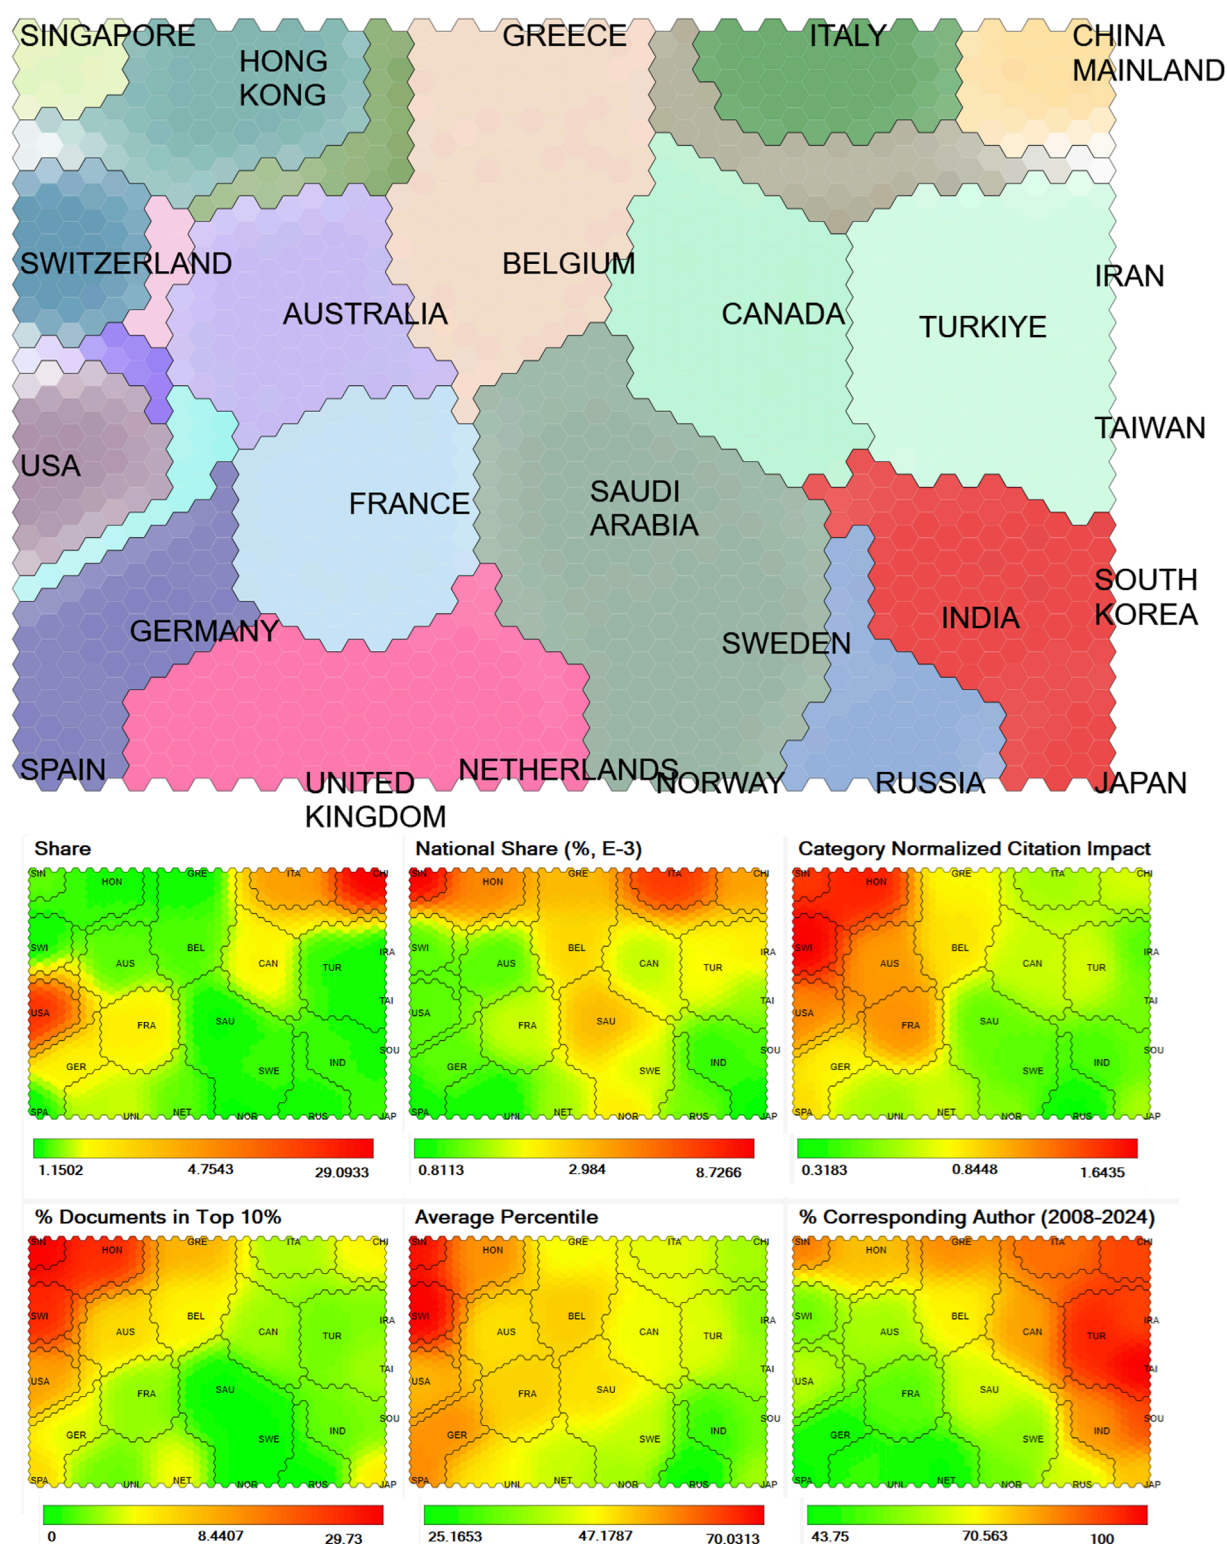 SINGAPORE
HONG
KONG
GREECE
ITALY
CHINA
MAINLAND
SWITZERLAND
BELGIUM
IRAN
AUSTRALIA
CANADA
TURKIYE
TAIWAN
USA
FRANCE
SAUDI
ARABIA
SOUTH
KOREA
INDIA
GERMANY
SWEDEN
SPAIN
UNITED
KINGDOM
NETHERLANDS
NORWAY
RUSSIA
JAPAN
Share
SIN
HON
GRE
ITA
CHI
SWI
BEL
IRA
AUS
CAN
TUR
TAI
USA
FRA
SAU
SOU
GER
SWE
IND
SPA
UNI
NET
NOR
RUS
JAP
1.1502 4.7543 29.0933
National Share (%, E-3)
SIN
HON
GRE
ITA
CHI
SWI
BEL
IRA
AUS
CAN
TUR
TAI
USA
FRA
SAU
SOU
GER
SWE
IND
SPA
UNI
NET
NOR
RUS
JAP
0.8113 2.984 8.7266
Category Normalized Citation Impact
SIN
HON
GRE
ITA
CHI
SWI
BEL
IRA
AUS
CAN
TUR
TAI
USA
FRA
SAU
SOU
GER
SWE
IND
SPA
UNI
NET
NOR
RUS
JAP
0.3183 0.8448 1.6435
% Documents in Top 10%
SIN
HON
GRE
ITA
CHI
SWI
BEL
IRA
AUS
CAN
TUR
TAI
USA
FRA
SAU
SOU
GER
SWE
IND
SPA
UNI
NET
NOR
RUS
JAP
0 8.4407 29.73
Average Percentile
SIN
HON
GRE
ITA
CHI
SWI
BEL
IRA
AUS
CAN
TUR
TAI
USA
FRA
SAU
SOU
GER
SWE
IND
SPA
UNI
NET
NOR
RUS
JAP
25.1653 47.1787 70.0313
% Corresponding Author (2008-2024)
SIN
HON
GRE
ITA
CHI
SWI
BEL
IRA
AUS
CAN
TUR
TAI
USA
FRA
SAU
SOU
GER
SWE
IND
SPA
UNI
NET
NOR
RUS
JAP
43.75 70.563 100